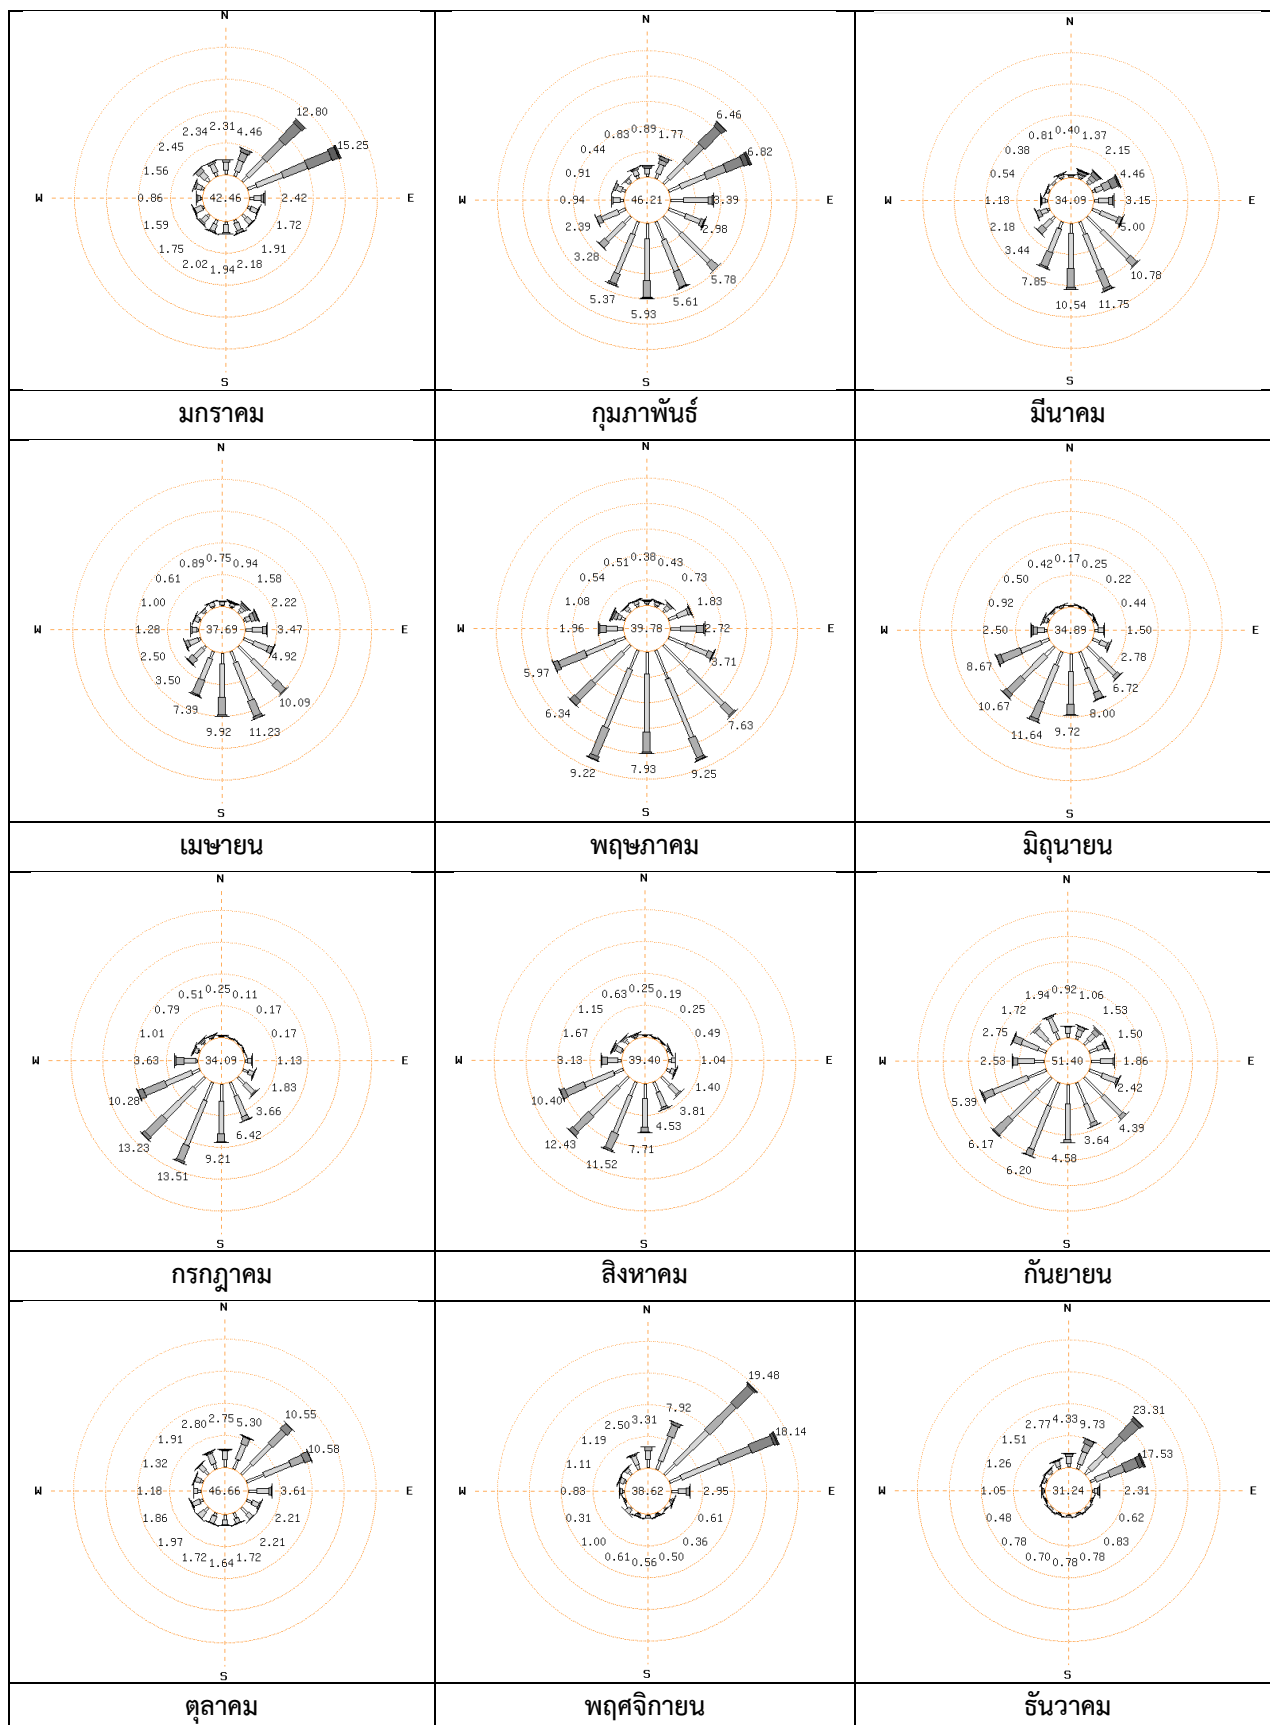 N N N
12.80
15.25
2.34 2.31 4.46
2.45
1.56
W 0.86 42.46 2.42 E
1.59 1.72
1.75 1.91
2.02 1.94 2.18
S
6.46
6.82
0.83 0.89 1.77
0.44
0.91
W 0.94 46.21 3.39 E
2.39 2.98
3.28 5.78
5.37 5.93 5.61
S
0.81 0.40 1.37
0.38 2.15
0.54 4.46
W 1.13 34.09 3.15 E
2.18 5.00
3.44 10.78
7.85 10.54 11.75
S
มกราคม กุมภาพันธ์ มีนาคม
N N N
0.89 0.75 0.94
0.61 1.58
1.00 2.22
W 1.28 37.69 3.47 E
2.50 4.92
3.50 10.09
7.39 9.92 11.23
S
0.51 0.38 0.43
0.54 0.73
1.08 1.83
W 1.96 39.78 2.72 E
5.97 3.71
6.34 7.63
9.22 7.93 9.25
S
0.42 0.17 0.25
0.50 0.22
0.92 0.44
W 2.50 34.89 1.50 E
8.67 2.78
10.67 6.72
11.64 9.72 8.00
S
เมษายน พฤษภาคม มิถุนายน
N N N
0.51 0.25 0.11
0.79 0.17
1.01 0.17
W 3.63 34.09 1.13 E
10.28 1.83
13.23 3.66
13.51 9.21 6.42
S
0.63 0.25 0.19
1.15 0.25
1.67 0.49
W 3.13 39.40 1.04 E
10.40 1.40
12.43 3.81
11.52 7.71 4.53
S
1.94 0.92 1.06
1.72 1.53
2.75 1.50
W 2.53 51.40 1.86 E
5.39 2.42
6.17 4.39
6.20 4.58 3.64
S
กรกฎาคม สิงหาคม กันยายน
N N N
2.80 2.75 5.30 10.55
1.91 10.58
1.32
W 1.18 46.66 3.61 E
1.86 2.21
1.97 2.21
1.72 1.64 1.72
S
19.48
2.50 3.31 7.92
1.19 18.14
1.11
W 0.83 38.62 2.95 E
0.31 0.61
1.00 0.36
0.61 0.56 0.50
S
23.31
2.77 4.33 9.73
1.51 17.53
1.26
W 1.05 31.24 2.31 E
0.48 0.62
0.78 0.83
0.70 0.78 0.78
S
ตุลาคม พฤศจิกายน ธันวาคม